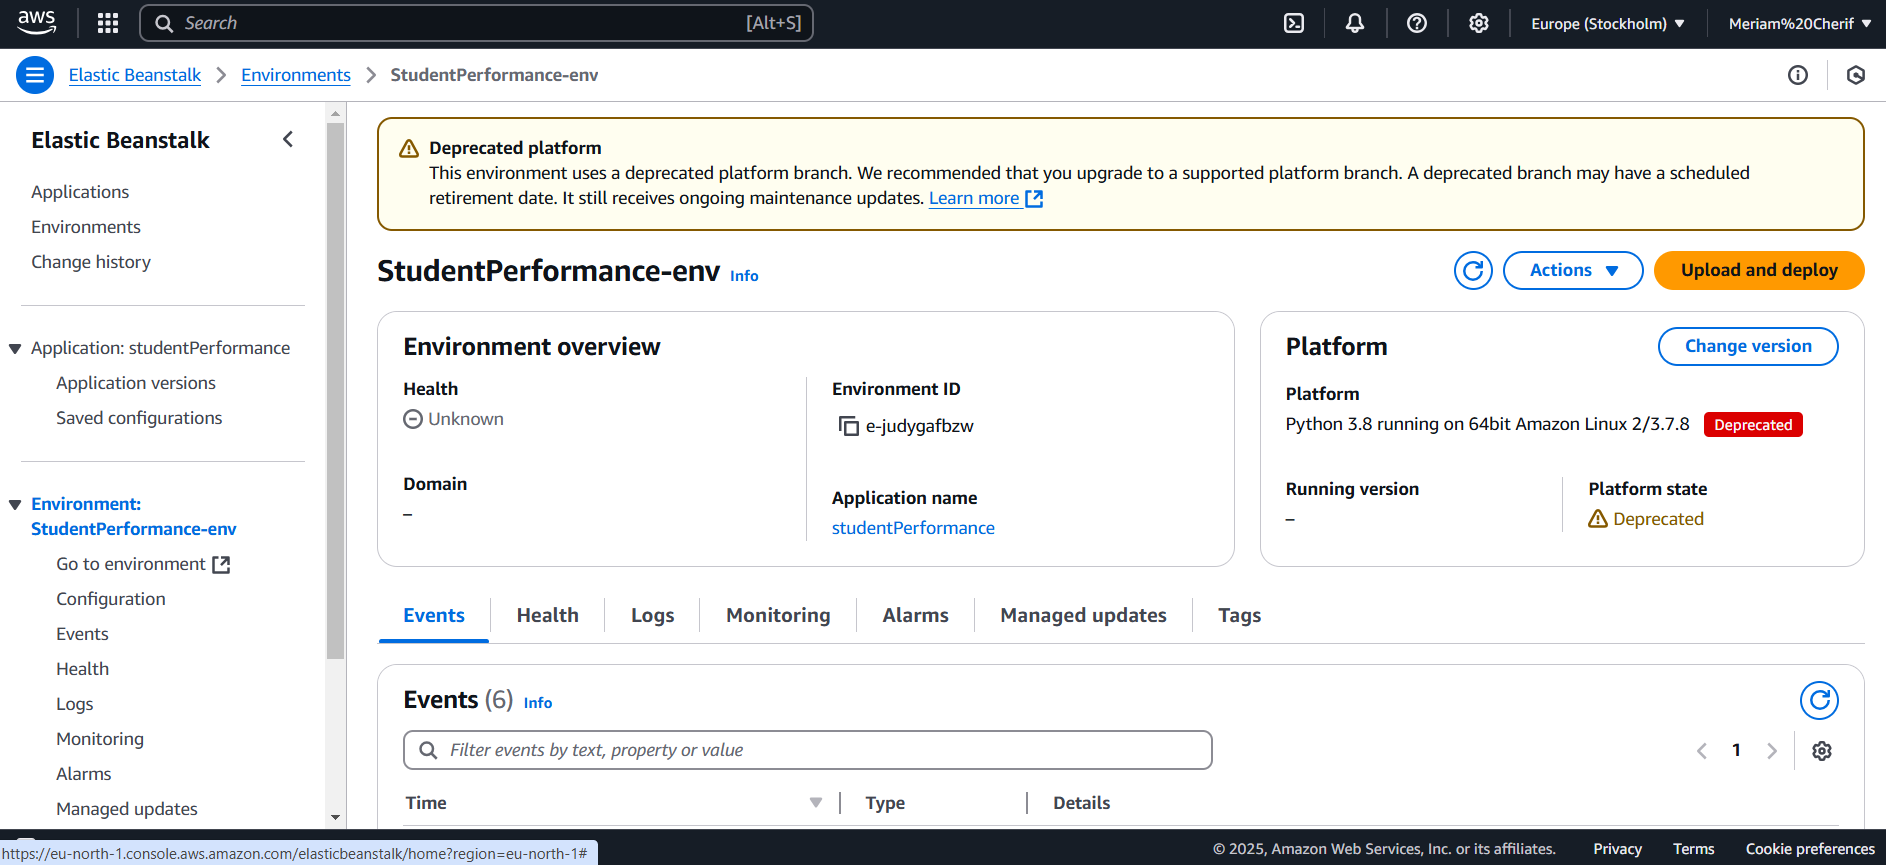 aws
Search [Alt+S]
Europe (Stockholm)
Meriam%20Cherif
Elastic Beanstalk
Environments
StudentPerformance-env
Elastic Beanstalk
Applications
Environments
Change history
Application: studentPerformance
Application versions
Saved configurations
Environment:
StudentPerformance-env
Go to environment
Configuration
Events
Health
Logs
Monitoring
Alarms
Managed updates
Deprecated platform
This environment uses a deprecated platform branch. We recommended that you upgrade to a supported platform branch. A deprecated branch may have a scheduled
retirement date. It still receives ongoing maintenance updates. Learn more
StudentPerformance-env Info
Actions
Upload and deploy
Environment overview
Health
Unknown
Domain
–
Environment ID
e-judygafbzw
Application name
studentPerformance
Platform
Change version
Platform
Python 3.8 running on 64bit Amazon Linux 2/3.7.8 Deprecated
Running version
–
Platform state
Deprecated
Events
Health
Logs
Monitoring
Alarms
Managed updates
Tags
Events (6) Info
Filter events by text, property or value
1
Time
Type
Details
https://eu-north-1.console.aws.amazon.com/elasticbeanstalk/home?region=eu-north-1#
© 2025, Amazon Web Services, Inc. or its affiliates.
Privacy
Terms
Cookie preferences